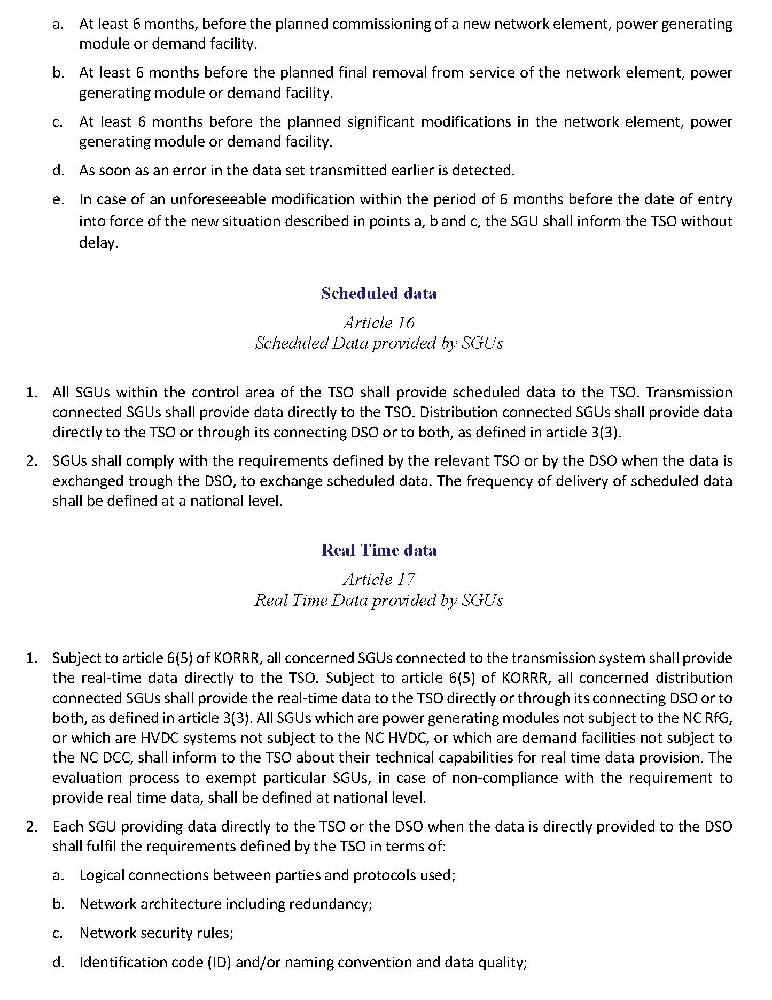 a. At least 6 months, before the planned commissioning of a new network element, power generating
module or demand facility.
b. At least 6 months before the planned final removal from service of the network element, power
generating module or demand facility.
c. At least 6 months before the planned significant modifications in the network element, power
generating module or demand facility.
d. As soon as an error in the data set transmitted earlier is detected.
e. In case of an unforeseeable modification within the period of 6 months before the date of entry
into force of the new situation described in points a, b and c, the SGU shall inform the TSO without
delay.
Scheduled data
Article 16
Scheduled Data provided by SGUs
1. All SGUs within the control area of the TSO shall provide scheduled data to the TSO. Transmission
connected SGUs shall provide data directly to the TSO. Distribution connected SGUs shall provide data
directly to the TSO or through its connecting DSO or to both, as defined in article 3(3).
2. SGUs shall comply with the requirements defined by the relevant TSO or by the DSO when the data is
exchanged trough the DSO, to exchange scheduled data. The frequency of delivery of scheduled data
shall be defined at a national level.
Real Time data
Article 17
Real Time Data provided by SGUs
1. Subject to article 6(5) of KORRR, all concerned SGUs connected to the transmission system shall provide
the real-time data directly to the TSO. Subject to article 6(5) of KORRR, all concerned distribution
connected SGUs shall provide the real-time data to the TSO directly or through its connecting DSO or to
both, as defined in article 3(3). All SGUs which are power generating modules not subject to the NC RfG,
or which are HVDC systems not subject to the NC HVDC, or which are demand facilities not subject to
the NC DCC, shall inform to the TSO about their technical capabilities for real time data provision. The
evaluation process to exempt particular SGUs, in case of non-compliance with the requirement to
provide real time data, shall be defined at national level.
2. Each SGU providing data directly to the TSO or the DSO when the data is directly provided to the DSO
shall fulfil the requirements defined by the TSO in terms of:
a. Logical connections between parties and protocols used;
b. Network architecture including redundancy;
c. Network security rules;
d. Identification code (ID) and/or naming convention and data quality;